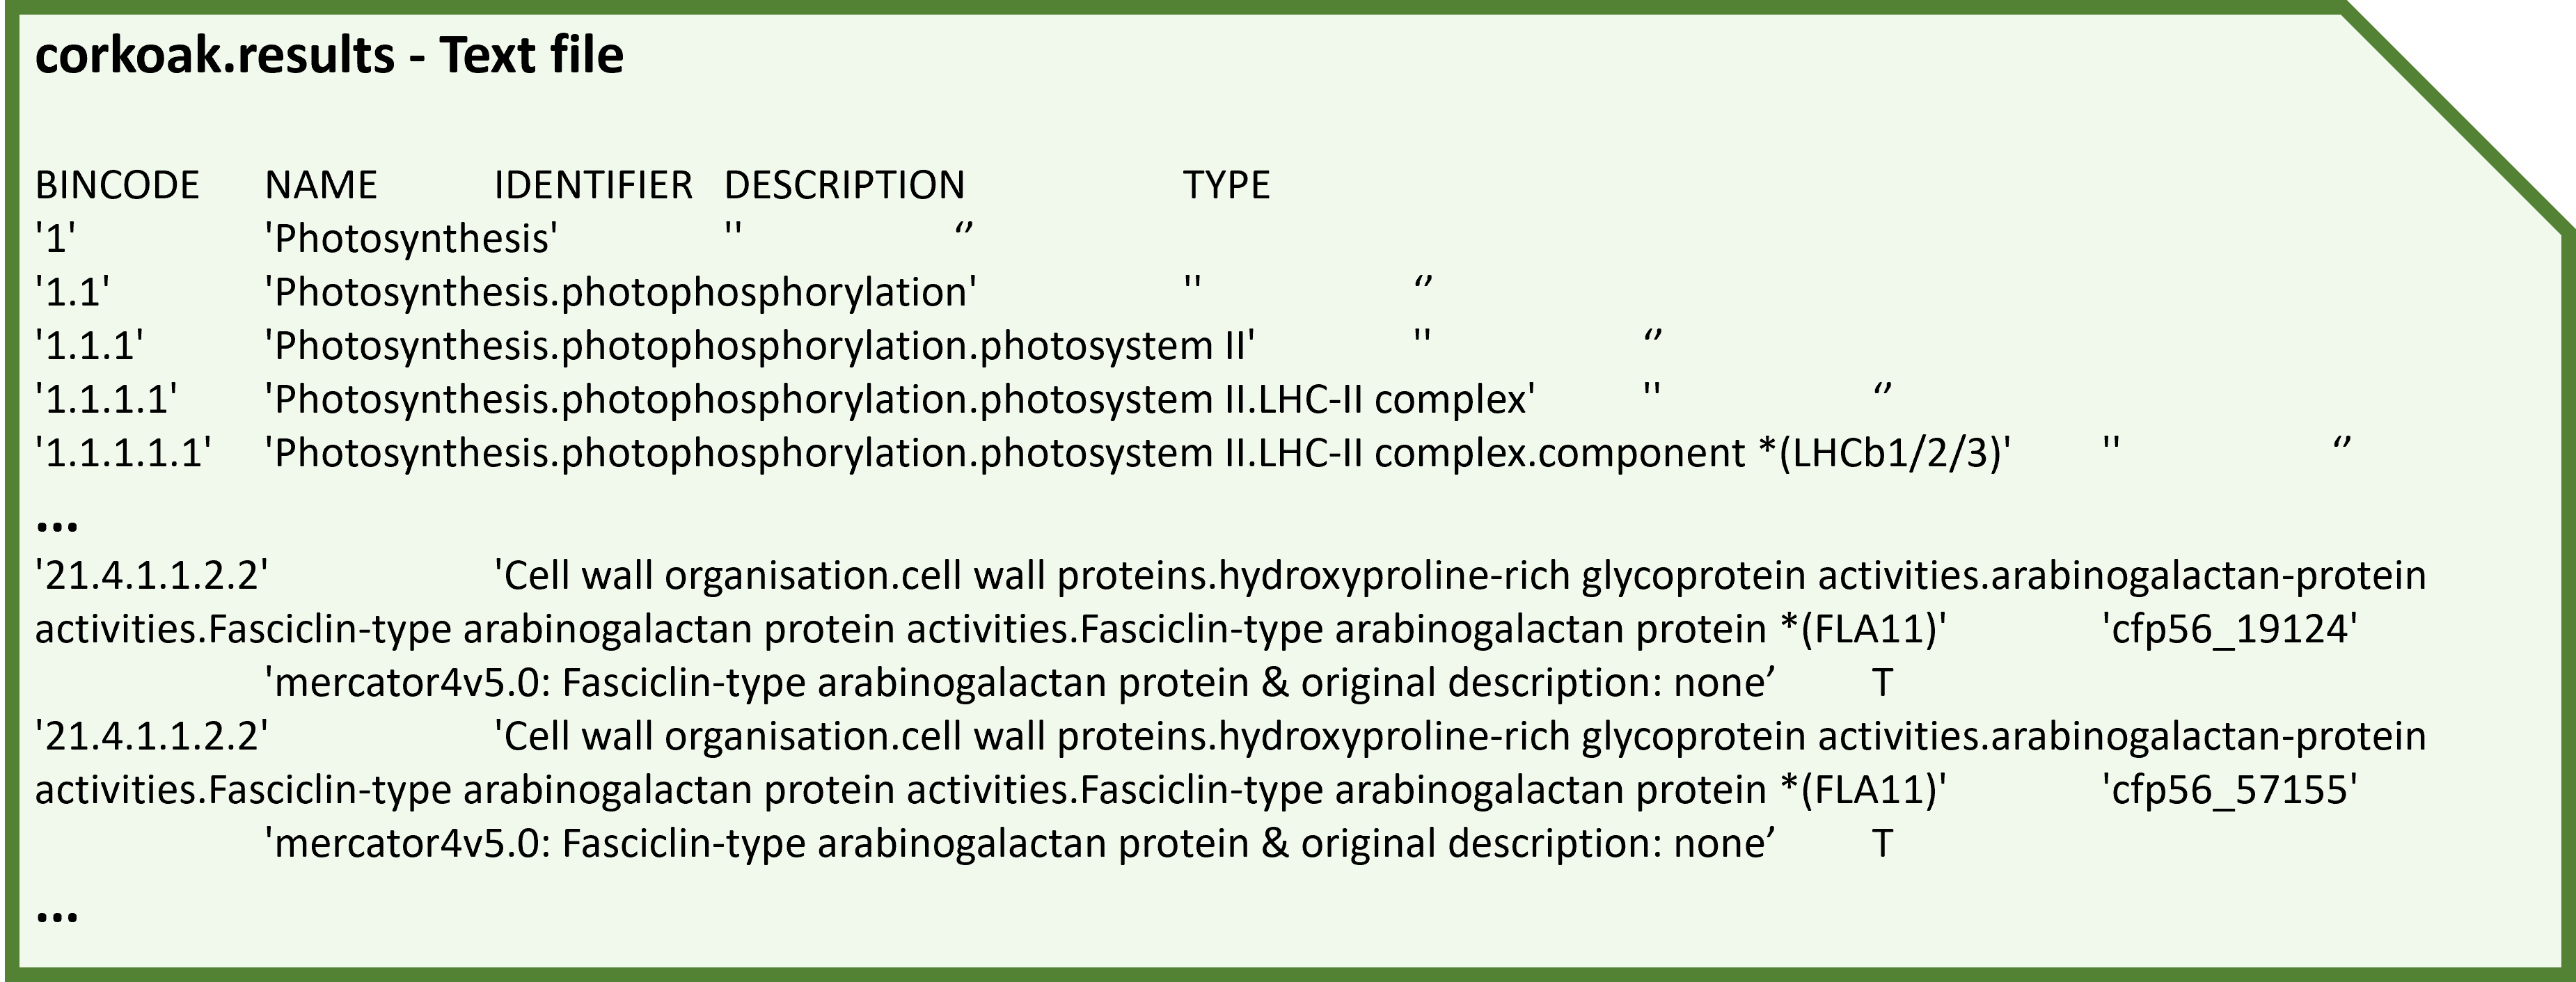 corkoak.results - Text file
BINCODE NAME IDENTIFIER DESCRIPTION TYPE
'1' 'Photosynthesis' '' ‘’
'1.1' 'Photosynthesis.photophosphorylation' '' ‘’
'1.1.1' 'Photosynthesis.photophosphorylation.photosystem II' '' ‘’
'1.1.1.1' 'Photosynthesis.photophosphorylation.photosystem II.LHC-II complex' '' ‘’
'1.1.1.1.1' 'Photosynthesis.photophosphorylation.photosystem II.LHC-II complex.component *(LHCb1/2/3)' '' ‘’
...
'21.4.1.1.2.2' 'Cell wall organisation.cell wall proteins.hydroxyproline-rich glycoprotein activities.arabinogalactan-protein
activities.Fasciclin-type arabinogalactan protein activities.Fasciclin-type arabinogalactan protein *(FLA11)' 'cfp56_19124'
'mercator4v5.0: Fasciclin-type arabinogalactan protein & original description: none’ T
'21.4.1.1.2.2' 'Cell wall organisation.cell wall proteins.hydroxyproline-rich glycoprotein activities.arabinogalactan-protein
activities.Fasciclin-type arabinogalactan protein activities.Fasciclin-type arabinogalactan protein *(FLA11)' 'cfp56_57155'
'mercator4v5.0: Fasciclin-type arabinogalactan protein & original description: none’ T
...